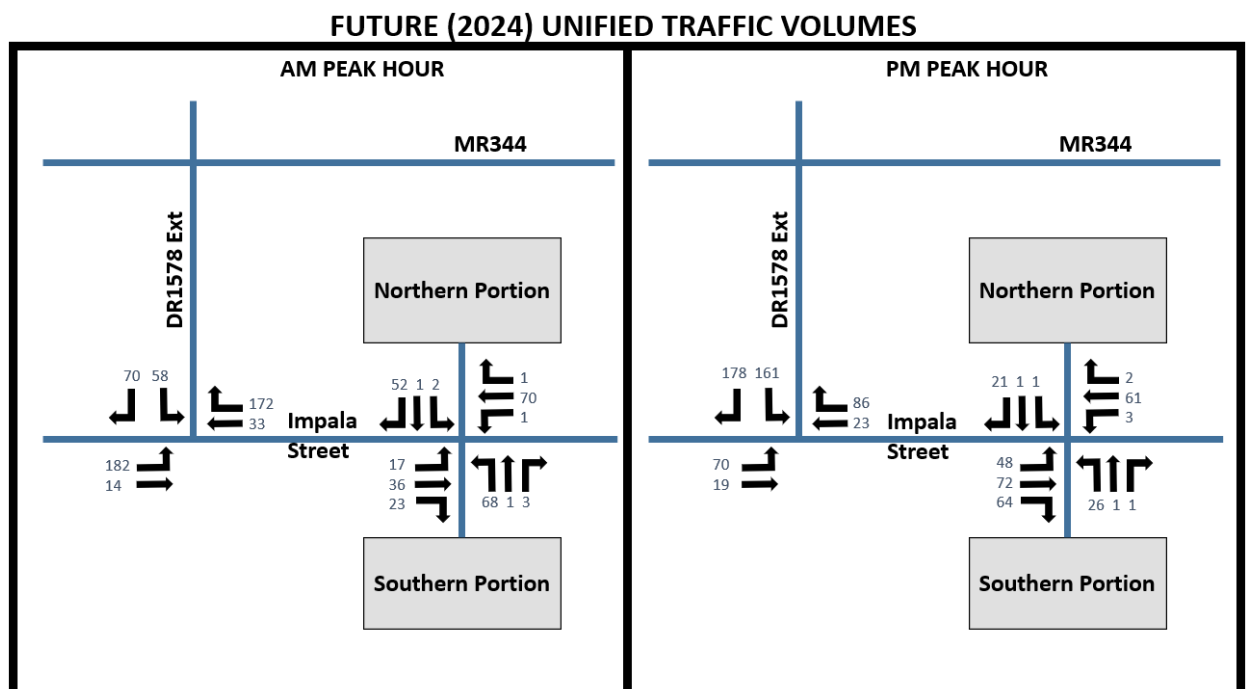 FUTURE (2024) UNIFIED TRAFFIC VOLUMES
AM PEAK HOUR
MR344
DR1578 Ext
Northern Portion
70 58
172
33
Impala
Street
52 1 2
1
70
1
182
14
17
36
23
68 1 3
Southern Portion
PM PEAK HOUR
MR344
DR1578 Ext
Northern Portion
178 161
86
23
Impala
Street
21 1 1
2
61
3
70
19
48
72
64
26 1 1
Southern Portion